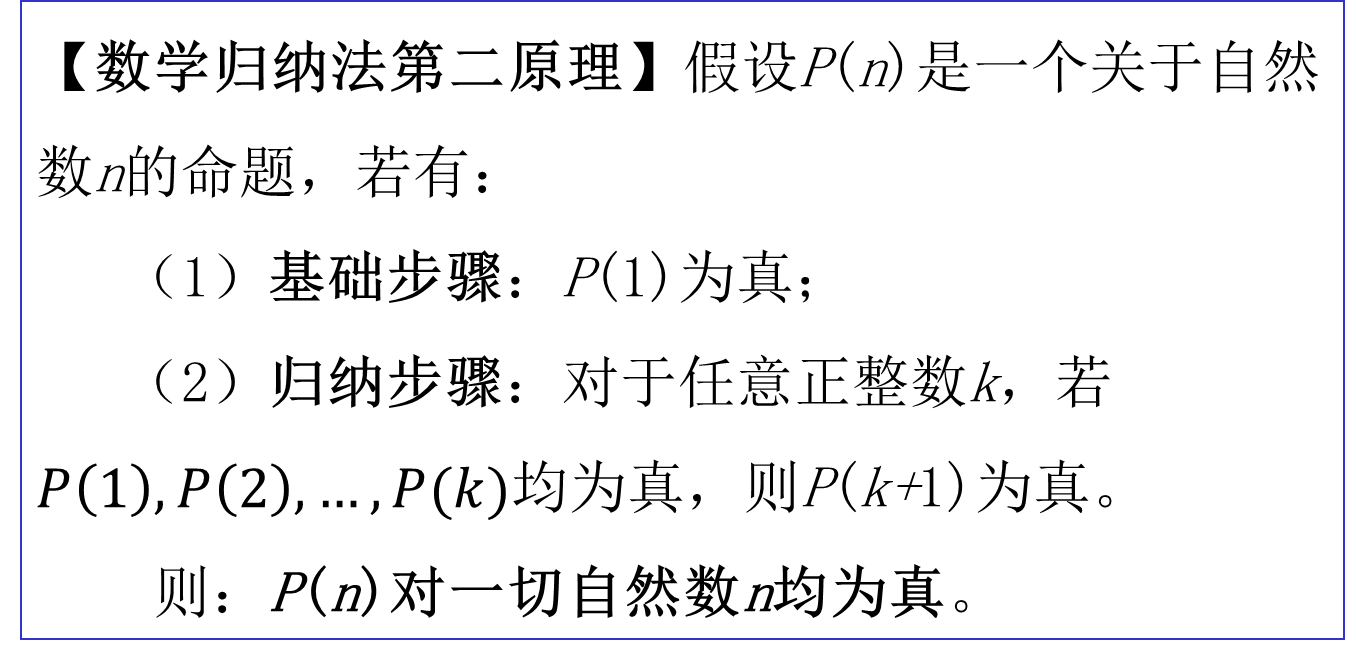 【数学归纳法第二原理】假设P(n)是一个关于自然
数n的命题，若有：
（1）基础步骤：P(1)为真；
（2）归纳步骤：对于任意正整数k，若
P(1),P(2),…,P(k)均为真，则P(k+1)为真。
则：P(n)对一切自然数n均为真。